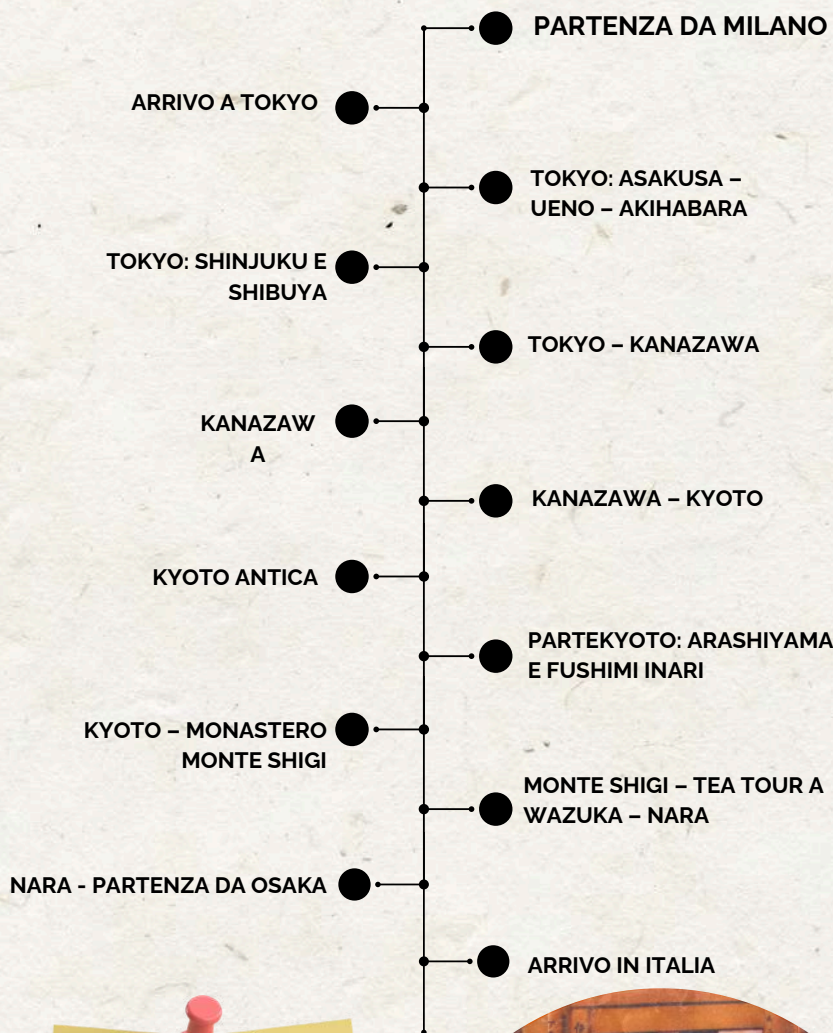 PARTENZA DA MILANO
ARRIVO A TOKYO
TOKYO: ASAKUSA –
UENO – AKIHABARA
TOKYO: SHINJUKU E
SHIBUYA
TOKYO – KANAZAWA
KANAZAW
A
KANAZAWA – KYOTO
KYOTO ANTICA
PARTEKYOTO: ARASHIYAMA
E FUSHIMI INARI
KYOTO – MONASTERO
MONTE SHIGI
MONTE SHIGI – TEA TOUR A
WAZUKA – NARA
NARA - PARTENZA DA OSAKA
ARRIVO IN ITALIA